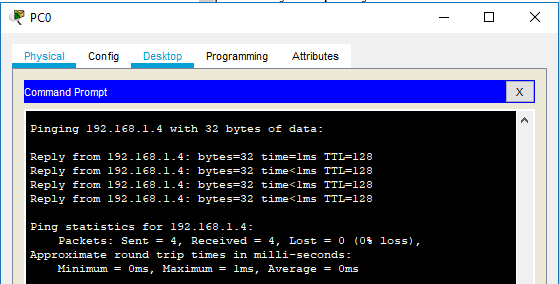 PC0
Physical Config Desktop Programming Attributes
Command Prompt X
Pinging 192.168.1.4 with 32 bytes of data:
Reply from 192.168.1.4: bytes=32 time=1ms TTL=128
Reply from 192.168.1.4: bytes=32 time<1ms TTL=128
Reply from 192.168.1.4: bytes=32 time<1ms TTL=128
Reply from 192.168.1.4: bytes=32 time<1ms TTL=128
Ping statistics for 192.168.1.4:
Packets: Sent = 4, Received = 4, Lost = 0 (0% loss),
Approximate round trip times in milli-seconds:
Minimum = 0ms, Maximum = 1ms, Average = 0ms